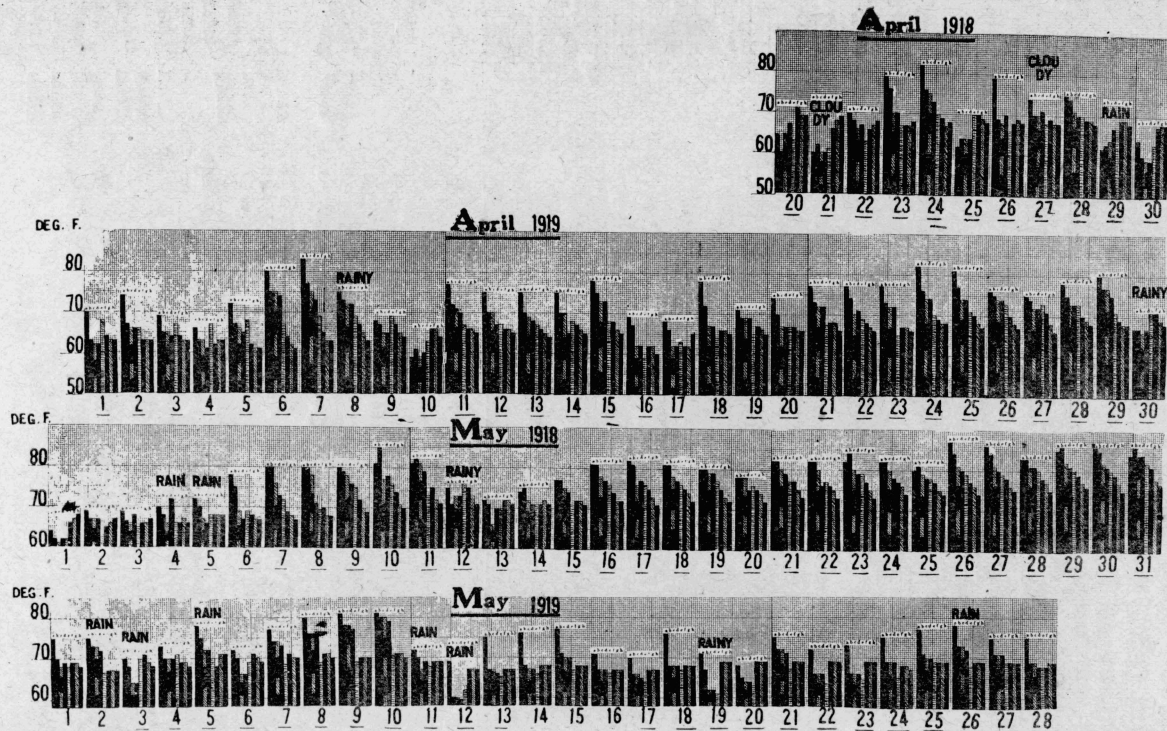 April 1918
80
70
60
50
CLOU
DY
CLOU
DY
RAIN
20 21 22 23 24 25 26 27 28 29 30
DEG. F.
April 1919
80
70
60
50
RAINY
RAINY
1 2 3 4 5 6 7 8 9 10 11 12 13 14 15 16 17 18 19 20 21 22 23 24 25 26 27 28 29 30
DEG. F.
May 1918
80
70
60
RAIN RAIN RAINY
1 2 3 4 5 6 7 8 9 10 11 12 13 14 15 16 17 18 19 20 21 22 23 24 25 26 27 28 29 30 31
DEG. F.
May 1919
80
70
60
RAIN RAIN RAIN RAIN RAIN RAINY RAIN
1 2 3 4 5 6 7 8 9 10 11 12 13 14 15 16 17 18 19 20 21 22 23 24 25 26 27 28